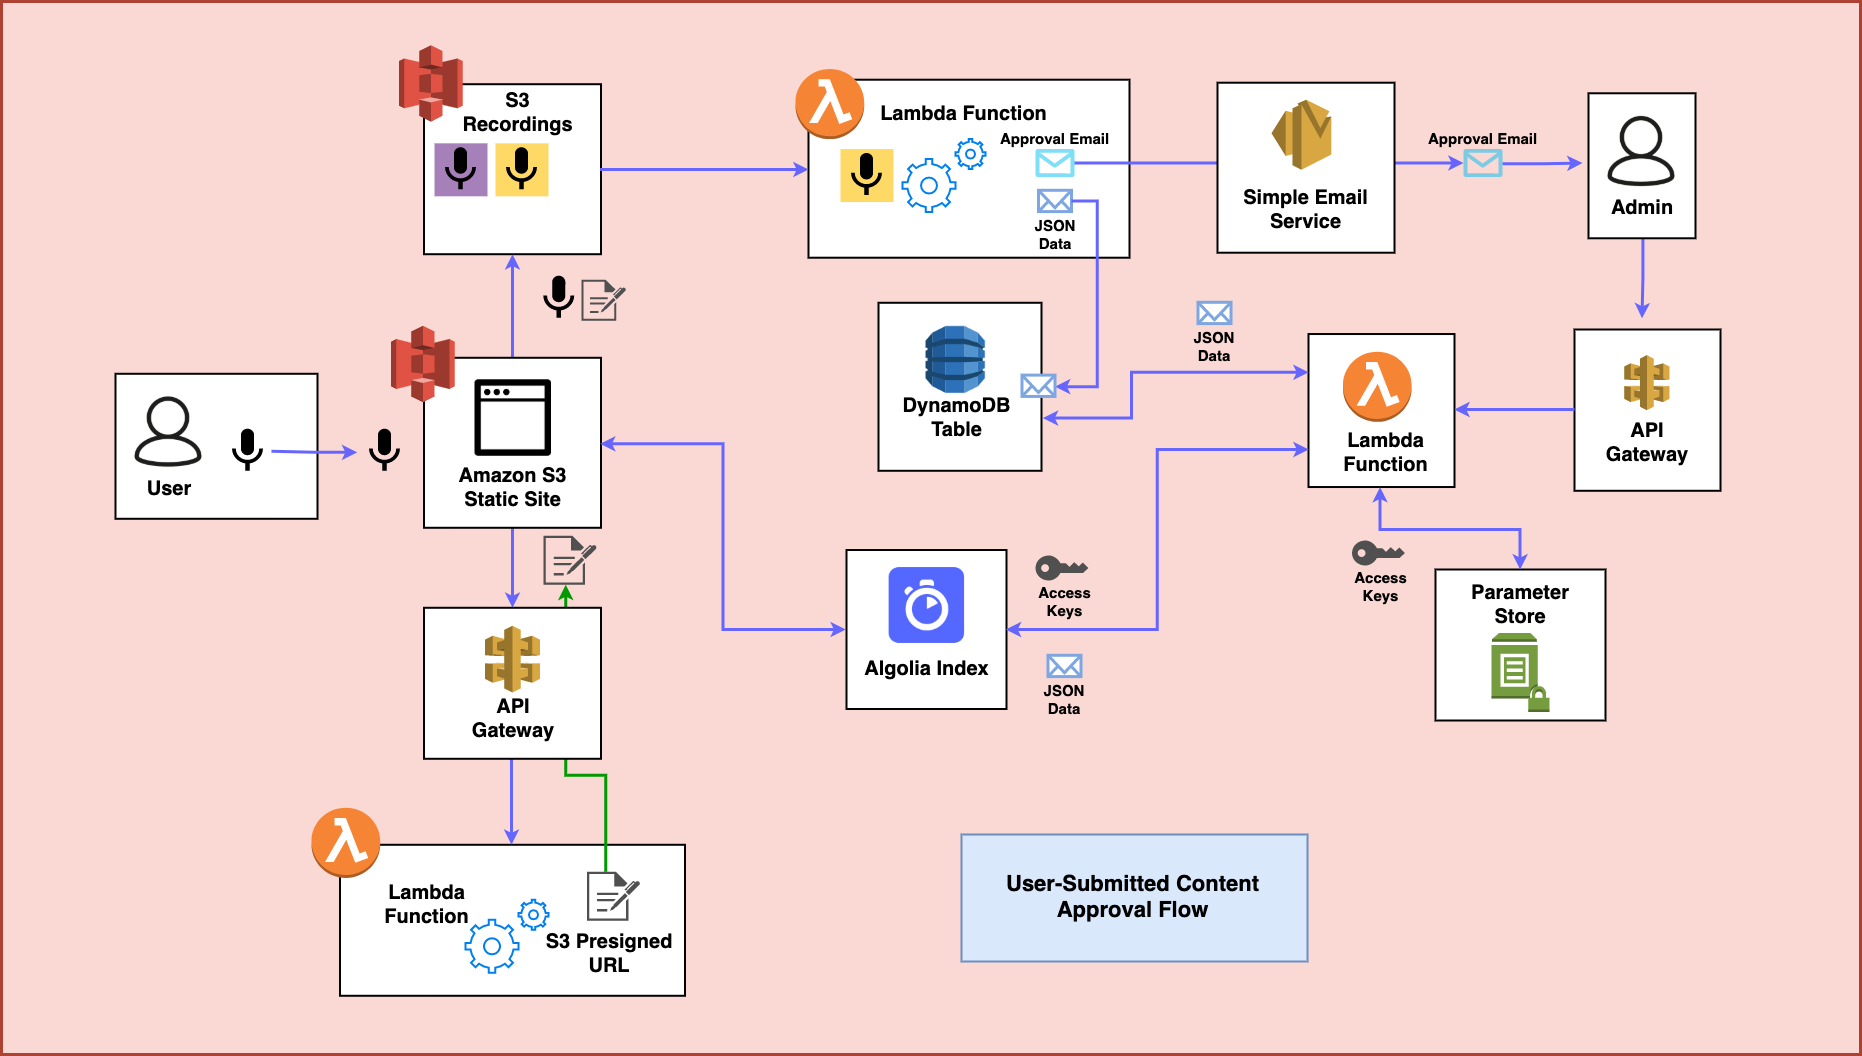 S3
Recordings
Lambda Function
Approval Email
JSON
Data
Simple Email
Service
Approval Email
Admin
User
Amazon S3
Static Site
DynamoDB
Table
JSON
Data
Lambda
Function
API
Gateway
Access
Keys
Parameter
Store
Algolia Index
Access
Keys
JSON
Data
API
Gateway
Lambda
Function
S3 Presigned
URL
User-Submitted Content
Approval Flow